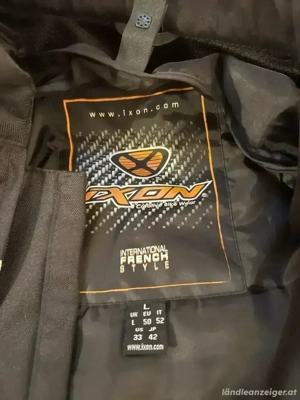 www.ixon.com
IXON
INTERNATIONAL
FRENCH
STYLE
L
UK EU IT
L 50 52
US JP
33 42
www.ixon.com
ländleanzeiger.at